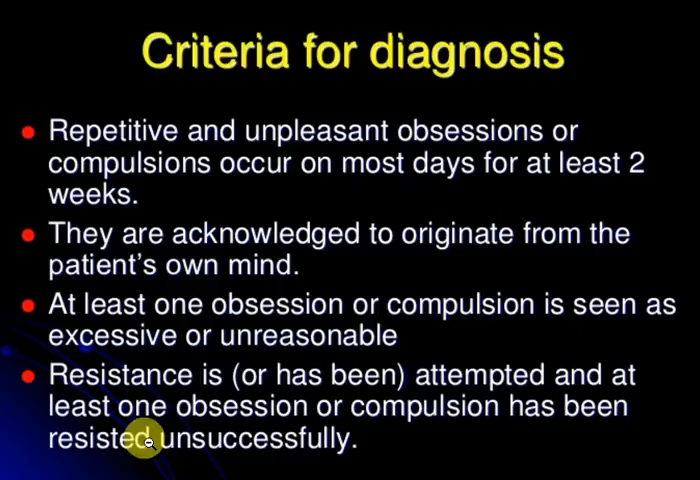 Criteria for diagnosis
Repetitive and unpleasant obsessions or
compulsions occur on most days for at least 2
weeks.
They are acknowledged to originate from the
patient's own mind.
At least one obsession or compulsion is seen as
excessive or unreasonable
Resistance is (or has been) attempted and at
least one obsession or compulsion has been
resisted unsuccessfully.